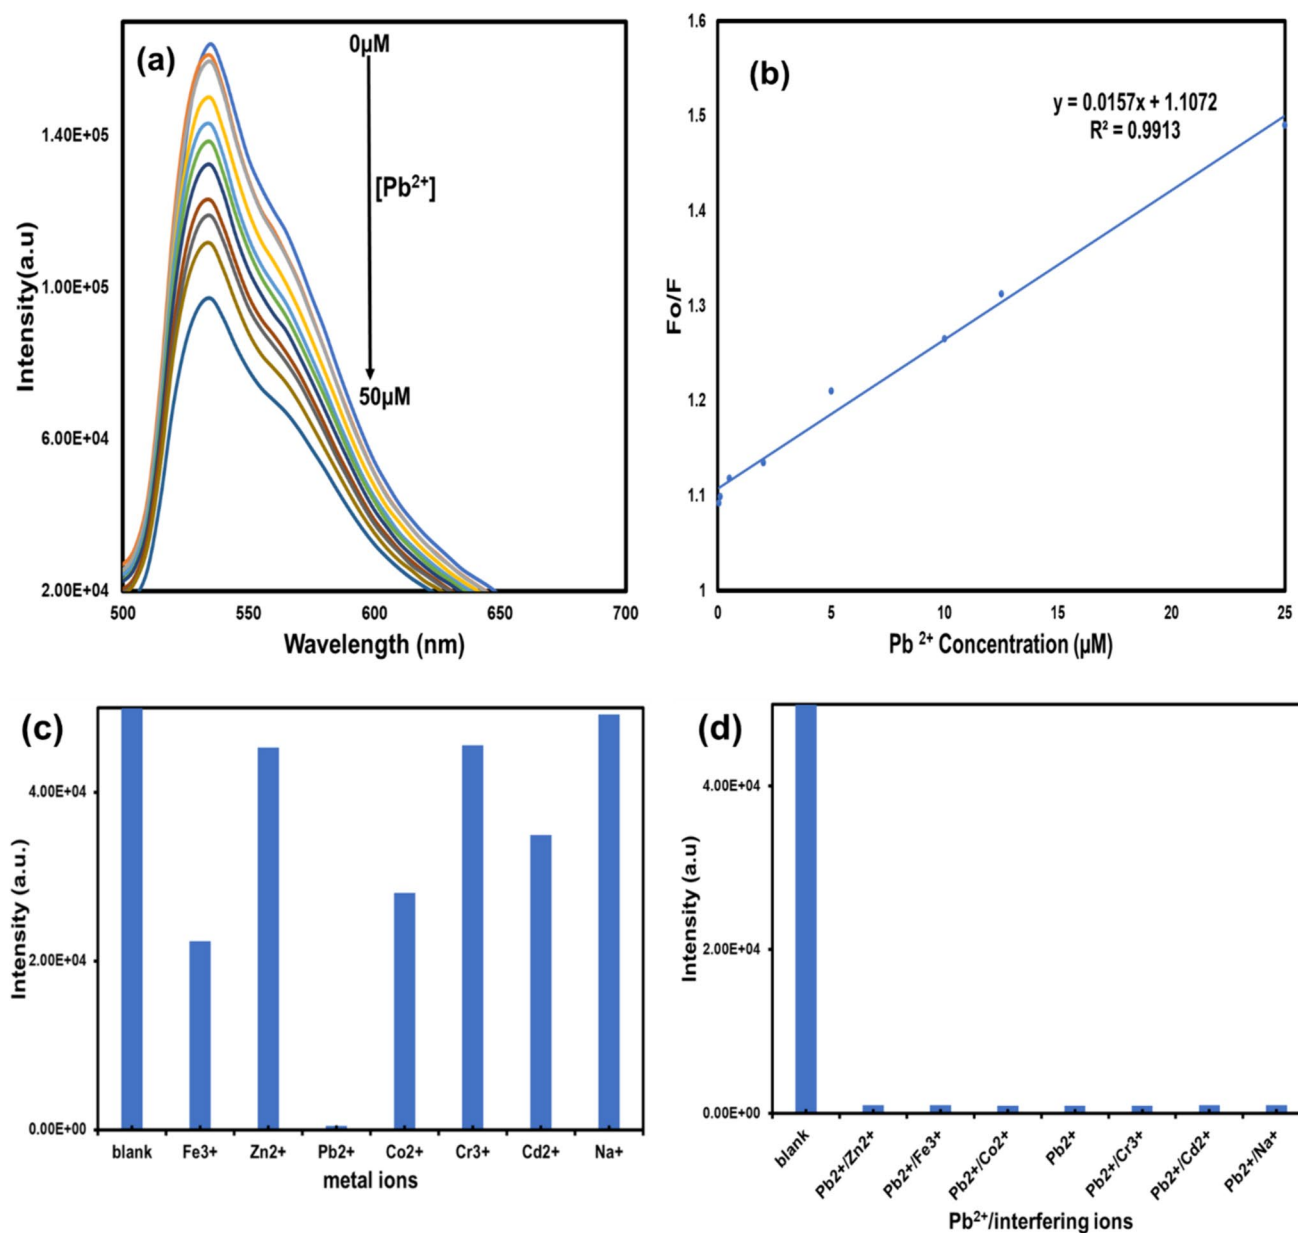 (a)
0µM
[Pb²⁺]
50µM
1.40E+05
1.00E+05
6.00E+04
2.00E+04
Intensity(a.u)
500
550
600
650
700
Wavelength (nm)
(b)
y = 0.0157x + 1.1072
R² = 0.9913
1.6
1.5
1.4
1.3
1.2
1.1
1
Fo/F
0
5
10
15
20
25
Pb ²⁺ Concentration (µM)
(c)
4.00E+04
2.00E+04
0.00E+00
Intensity (a.u.)
blank
Fe3+
Zn2+
Pb2+
Co2+
Cr3+
Cd2+
Na+
metal ions
(d)
4.00E+04
2.00E+04
0.00E+00
Intensity (a.u)
blank
Pb2+/Zn2+
Pb2+/Fe3+
Pb2+/Co2+
Pb2+
Pb2+/Cr3+
Pb2+/Cd2+
Pb2+/Na+
Pb²⁺/interfering ions